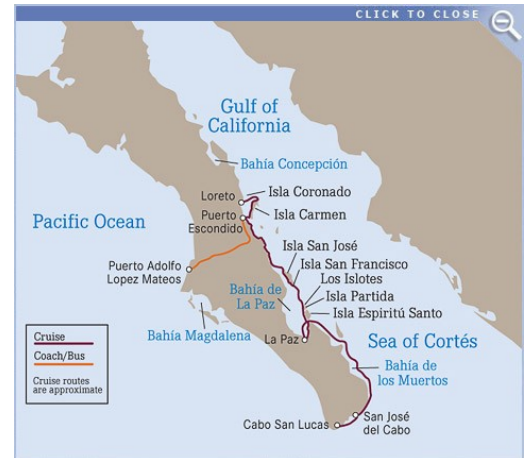 CLICK TO CLOSE
Gulf of
California
Bahía Concepción
Loreto
Isla Coronado
Puerto
Escondido
Isla Carmen
Pacific Ocean
Puerto Adolfo
Lopez Mateos
Isla San José
Isla San Francisco
Los Islotes
Bahía de
La Paz
Isla Partida
Isla Espiritú Santo
Bahía Magdalena
La Paz
Sea of Cortés
Bahía de
los Muertos
Cruise
Coach/Bus
Cruise routes
are approximate
Cabo San Lucas
San José
del Cabo